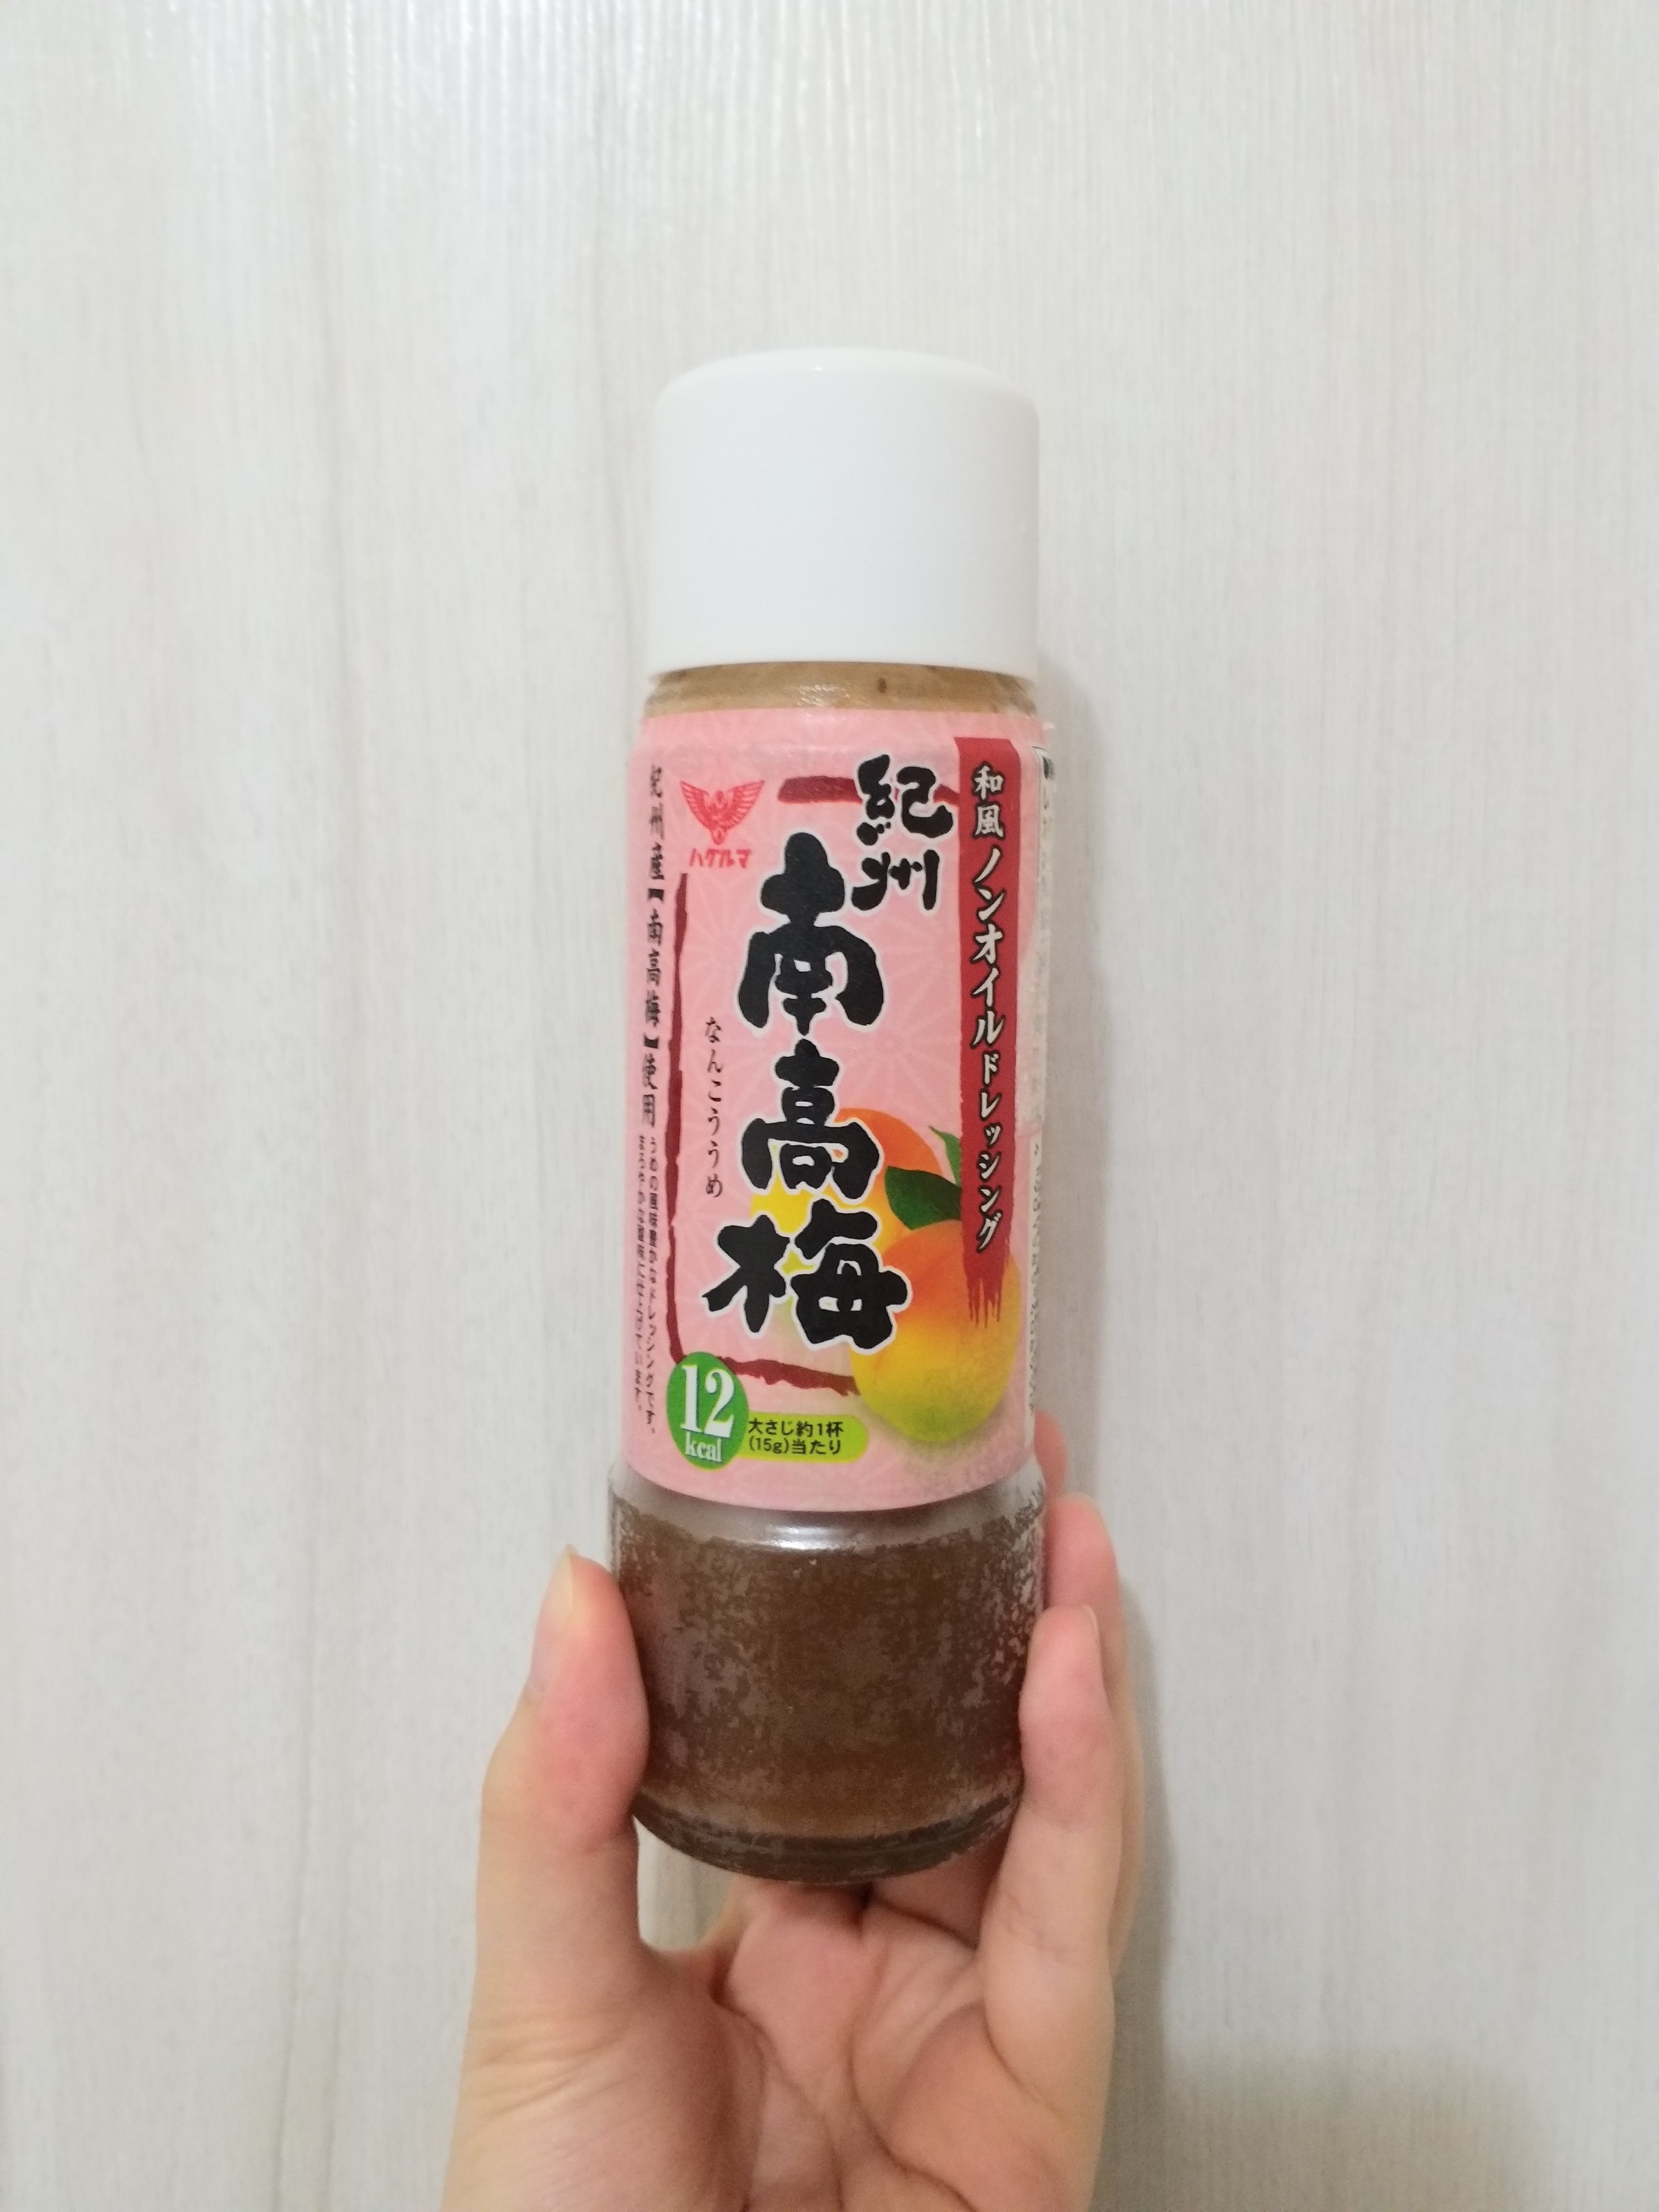 和風ノンオイルドレッシング
紀州
南高梅
なんこううめ
ハグルマ
紀州産【南高梅】使用
12
kcal
大さじ約1杯
(15g)当たり